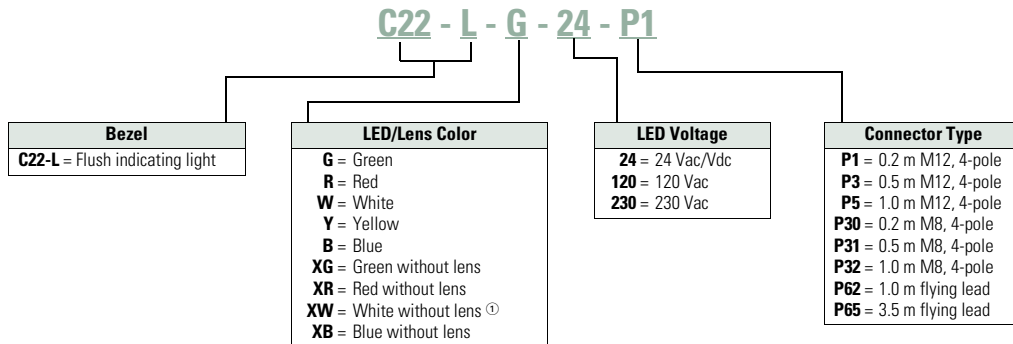 C22 - L - G - 24 - P1
Bezel
C22-L = Flush indicating light
LED/Lens Color
G = Green
R = Red
W = White
Y = Yellow
B = Blue
XG = Green without lens
XR = Red without lens
XW = White without lens ①
XB = Blue without lens
LED Voltage
24 = 24 Vac/Vdc
120 = 120 Vac
230 = 230 Vac
Connector Type
P1 = 0.2 m M12, 4-pole
P3 = 0.5 m M12, 4-pole
P5 = 1.0 m M12, 4-pole
P30 = 0.2 m M8, 4-pole
P31 = 0.5 m M8, 4-pole
P32 = 1.0 m M8, 4-pole
P62 = 1.0 m flying lead
P65 = 3.5 m flying lead